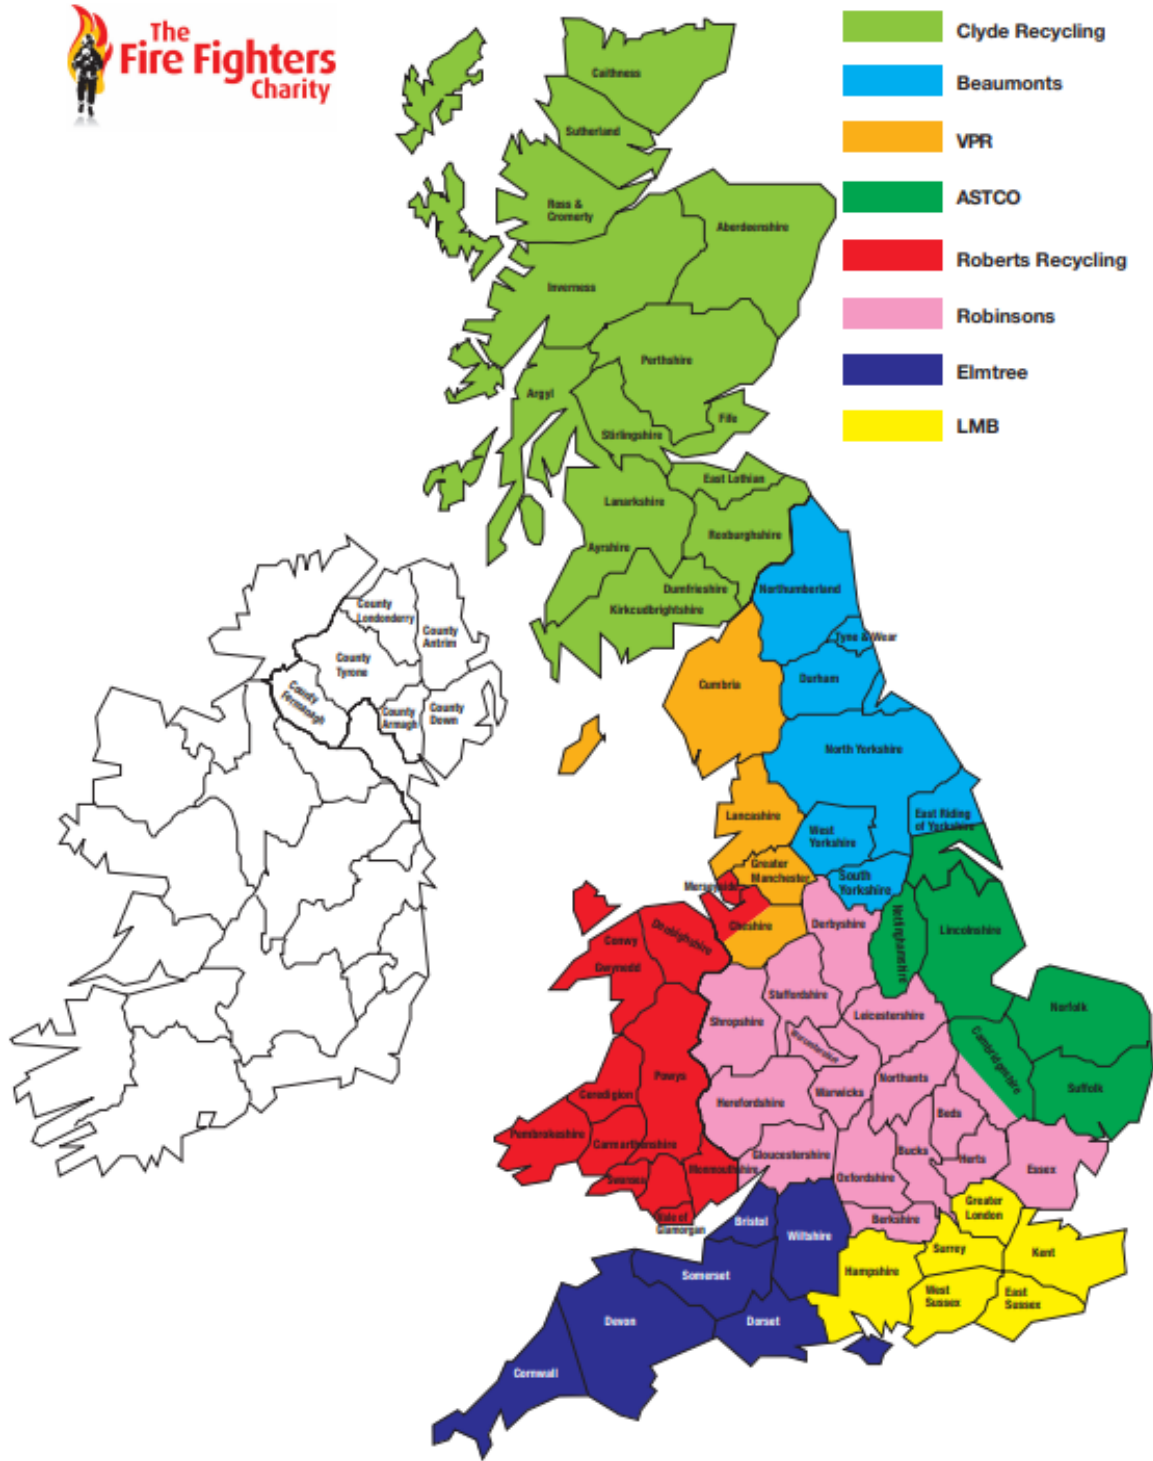 The
Fire Fighters
Charity
Clyde Recycling
Beaumonts
VPR
ASTCO
Roberts Recycling
Robinsons
Elmtree
LMB
Caithness
Sutherland
Ross &
Cromerty
Aberdeenshire
Inverness
Perthshire
Argyl
Fife
Stirlingshire
East Lothian
Lanarkshire
Roxburghshire
Ayrshire
Dumfrieshire
Kirkcudbrightshire
Northumberland
Tyne & Wear
Durham
Cumbria
North Yorkshire
County
Londonderry
County
Antrim
County
Tyrone
County
Fermanagh
County
Armagh
County
Down
Lancashire
West
Yorkshire
East Riding
of Yorkshire
Greater
Manchester
South
Yorkshire
Merseyside
Cheshire
Derbyshire
Nottinghamshire
Lincolnshire
Conwy
Denbighshire
Gwynedd
Staffordshire
Shropshire
Leicestershire
Norfolk
Cambridgeshire
Suffolk
Powys
Ceredigion
Herefordshire
Warwicks
Northants
Beds
Pembrokeshire
Carmarthenshire
Swansea
Monmouthshire
Gloucestershire
Oxfordshire
Bucks
Herts
Essex
Vale of
Glamorgan
Bristol
Wiltshire
Berkshire
Greater
London
Somerset
Hampshire
Surrey
Kent
West
Sussex
East
Sussex
Devon
Dorset
Cornwall